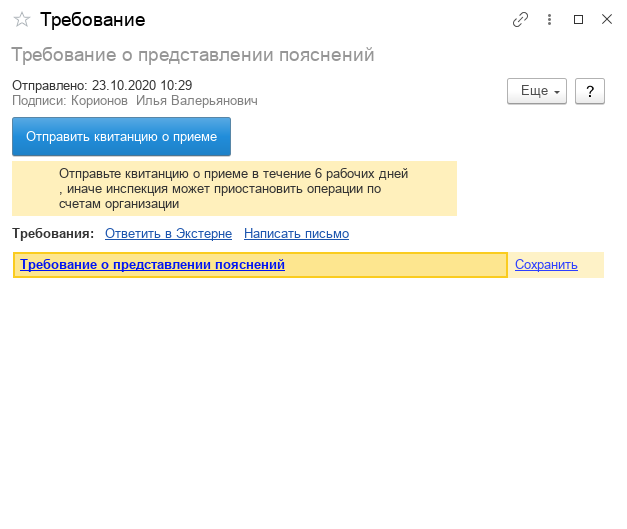 Требование
Требование о представлении пояснений
Отправлено: 23.10.2020 10:29
Подписи: Корионов  Илья Валерьянович
Еще
?
Отправить квитанцию о приеме
Отправьте квитанцию о приеме в течение 6 рабочих дней
, иначе инспекция может приостановить операции по
счетам организации
Требования: Ответить в Экстерне Написать письмо
Требование о представлении пояснений Сохранить